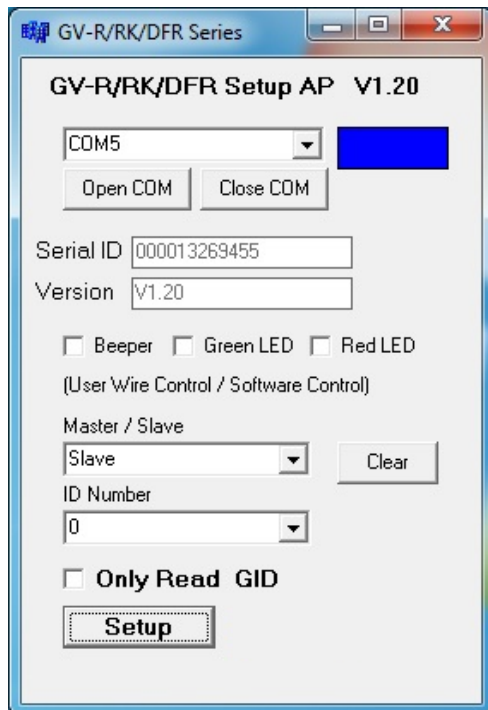 GV-R/RK/DFR Series
GV-R/RK/DFR Setup AP V1.20
COM5
Open COM Close COM
Serial ID 000013269455
Version V1.20
Beeper Green LED Red LED
(User Wire Control / Software Control)
Master / Slave
Slave Clear
ID Number
0
Only Read GID
Setup